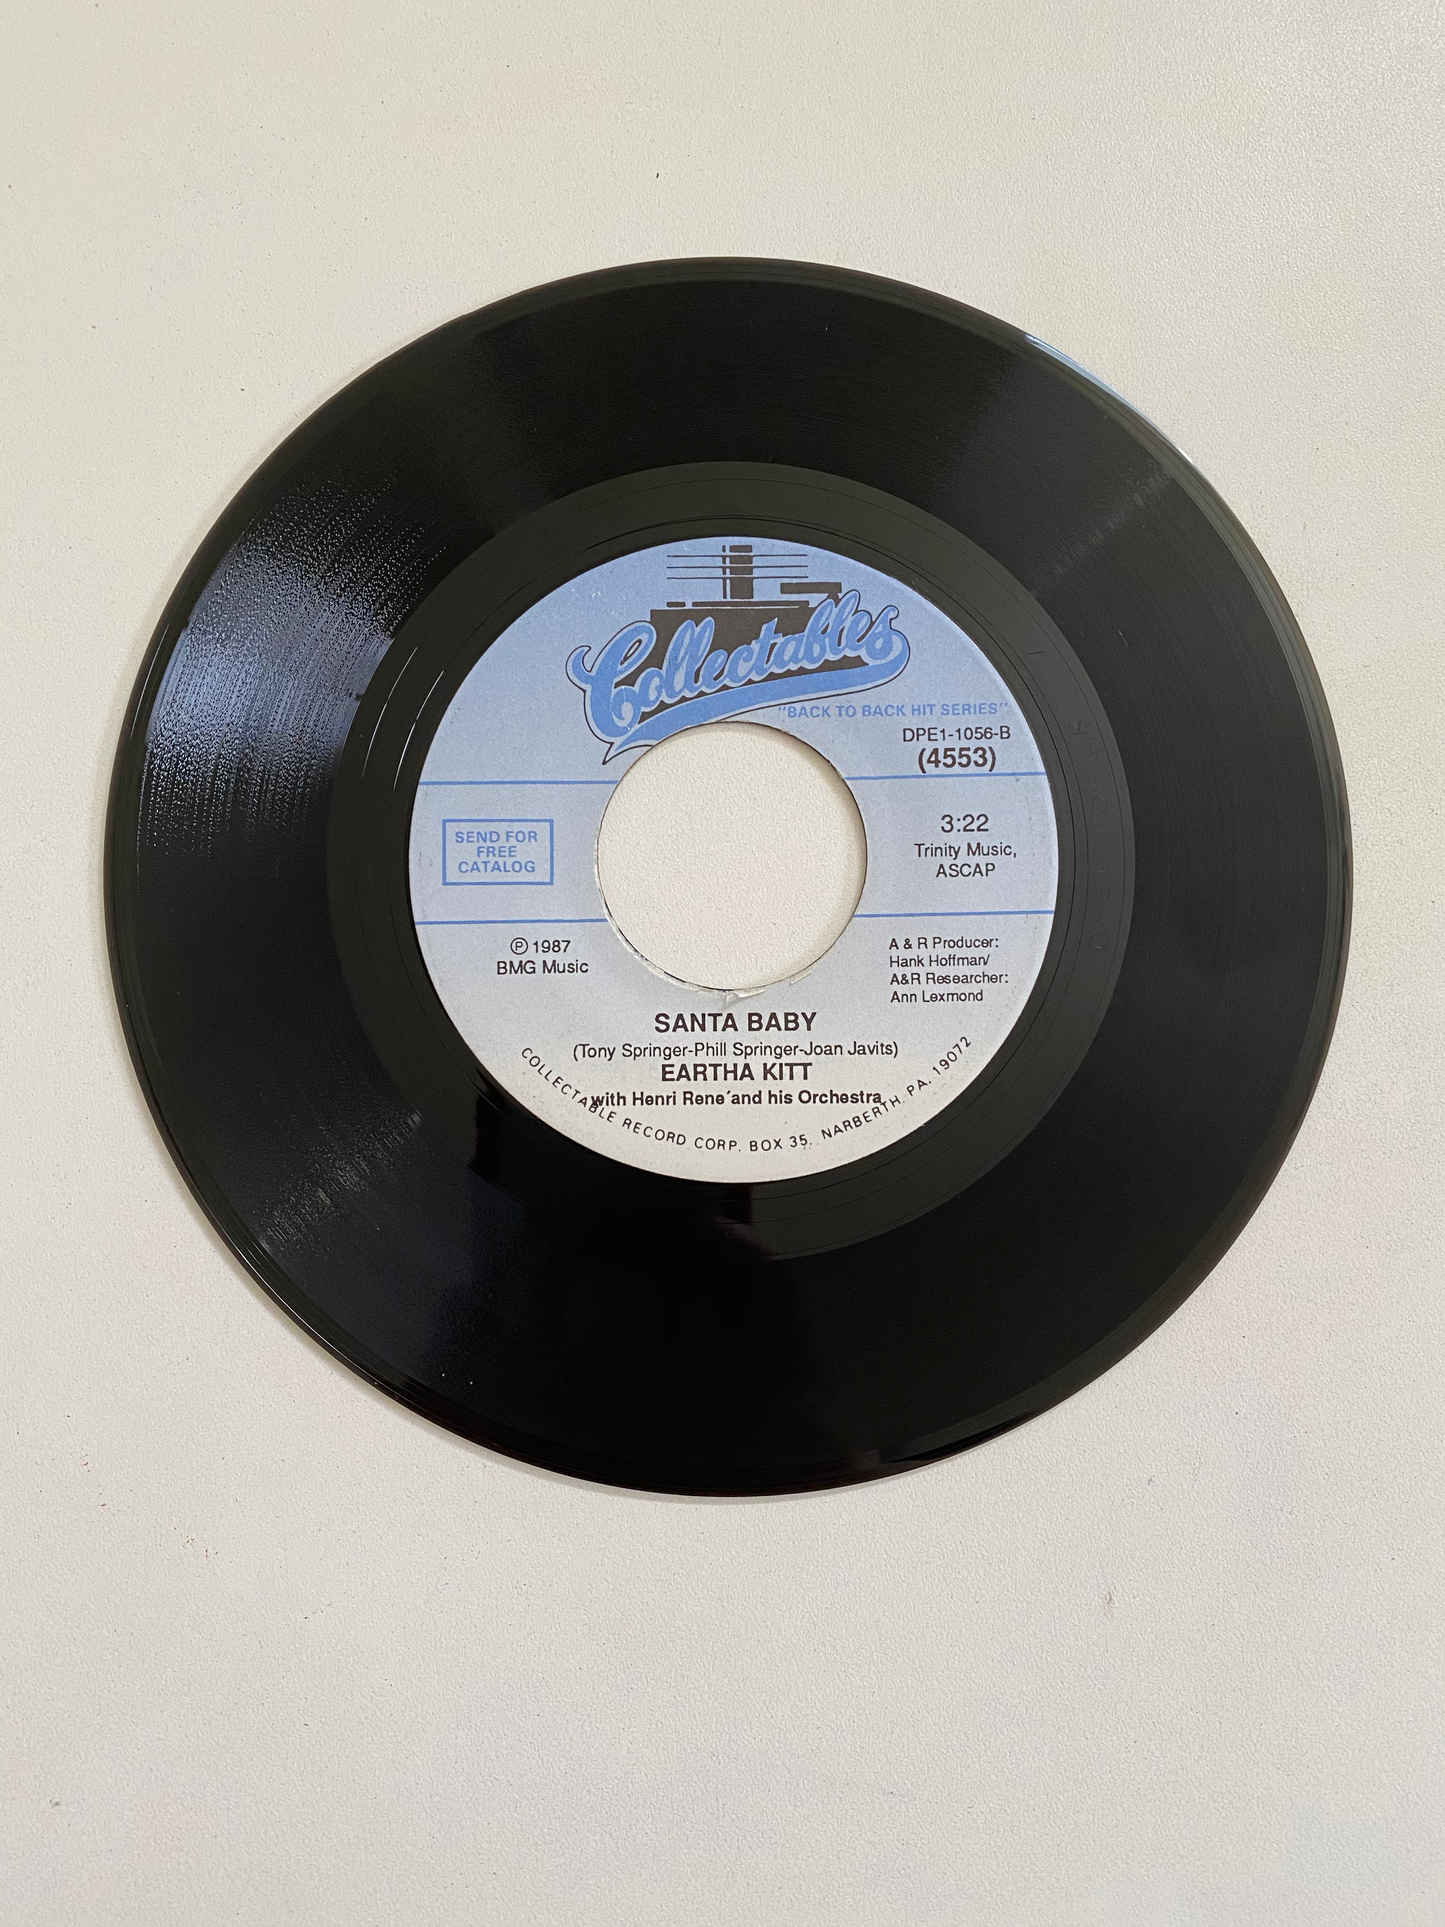 Collectables
"BACK TO BACK HIT SERIES"
DPE1-1056-B
(4553)
SEND FOR
FREE
CATALOG
3:22
Trinity Music,
ASCAP
Ⓟ 1987
BMG Music
A & R Producer:
Hank Hoffman/
A&R Researcher:
Ann Lexmond
SANTA BABY
(Tony Springer-Phill Springer-Joan Javits)
EARTHA KITT
with Henri Rene´and his Orchestra
COLLECTABLE RECORD CORP. BOX 35. NARBERTH. PA. 19072